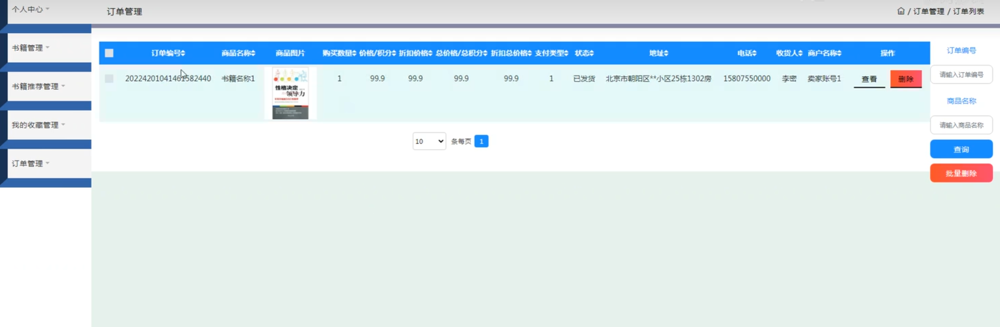 个人中心
订单管理
/ 订单管理 / 订单列表
书籍管理
书籍推荐管理
我的收藏管理
订单管理
订单编号 商品名称 商品图片 购买数量 价格/积分 折扣价格 总价格/总积分 折扣总价格 支付类型 状态 地址 电话 收货人 商户名称 操作
20224201041461582440 书籍名称1 1 99.9 99.9 99.9 99.9 1 已发货 北京市朝阳区**小区25栋1302房 15807550000 李密 卖家账号1 查看 删除
性格决定
领导力
10 条每页 1
订单编号
请输入订单编号
商品名称
请输入商品名称
查询
批量删除